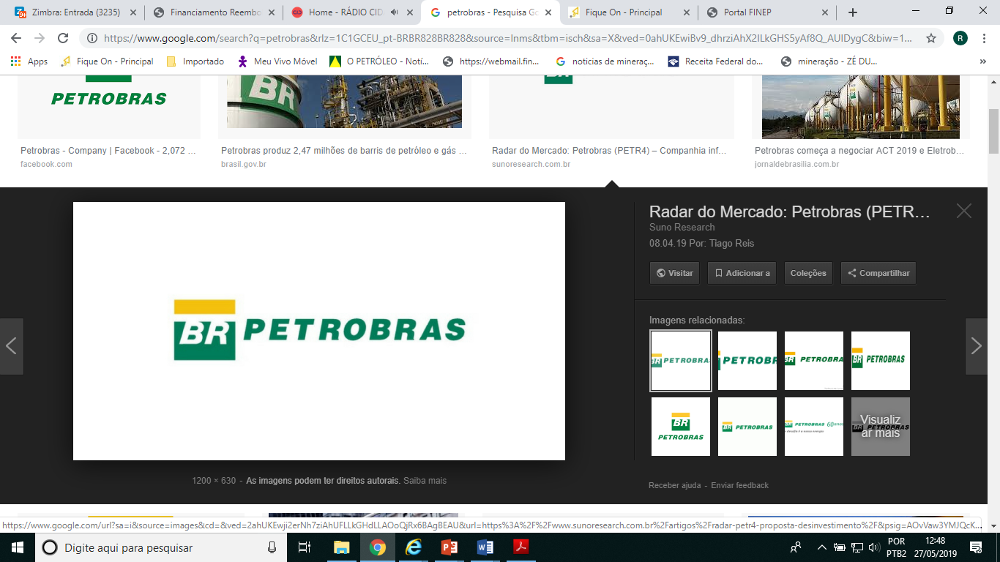 Zimbra: Entrada (3235)
Financiamento Reembo
Home - RÁDIO CID
petrobras - Pesquisa Go
Fique On - Principal
Portal FINEP
https://www.google.com/search?q=petrobras&rlz=1C1GCEU_pt-BRBR828BR828&source=lnms&tbm=isch&sa=X&ved=0ahUKEwiBv9_dhrziAhX2ILkGHS5yAf8Q_AUIDygC&biw=1...
R
Apps
Fique On - Principal
Importado
Meu Vivo Móvel
O PETRÓLEO - Notí...
https://webmail.fin...
noticias de mineraç...
Receita Federal do...
mineração - ZÉ DU...
»
PETROBRAS
BR
Petrobras - Company | Facebook - 2,072 ...
facebook.com
Petrobras produz 2,47 milhões de barris de petróleo e gás ...
brasil.gov.br
Radar do Mercado: Petrobras (PETR4) – Companhia inf...
sunoresearch.com.br
Petrobras começa a negociar ACT 2019 e Eletrob...
jornaldebrasilia.com.br
BR PETROBRAS
1200 × 630 - As imagens podem ter direitos autorais. Saiba mais
Radar do Mercado: Petrobras (PETR...
Suno Research
08.04.19 Por: Tiago Reis
Visitar
Adicionar a
Coleções
Compartilhar
Imagens relacionadas:
BR PETROBRAS
PETROBR
BR PETROBRA
BR PETROBRAS
BR
PETROBRAS
BR PETROBRAS
BR PETROBRAS 60 anos
Visualiz
ar mais
Receber ajuda - Enviar feedback
https://www.google.com/url?sa=i&source=images&cd=&ved=2ahUKEwji2erNh7ziAhUFLLkGHdLLAOoQjRx6BAgBEAU&url=https%3A%2F%2Fwww.sunoresearch.com.br%2Fartigos%2Fradar-petr4-proposta-desinvestimento%2F&psig=AOvVaw3YMJQcK...
Digite aqui para pesquisar
POR
PTB2
12:48
27/05/2019